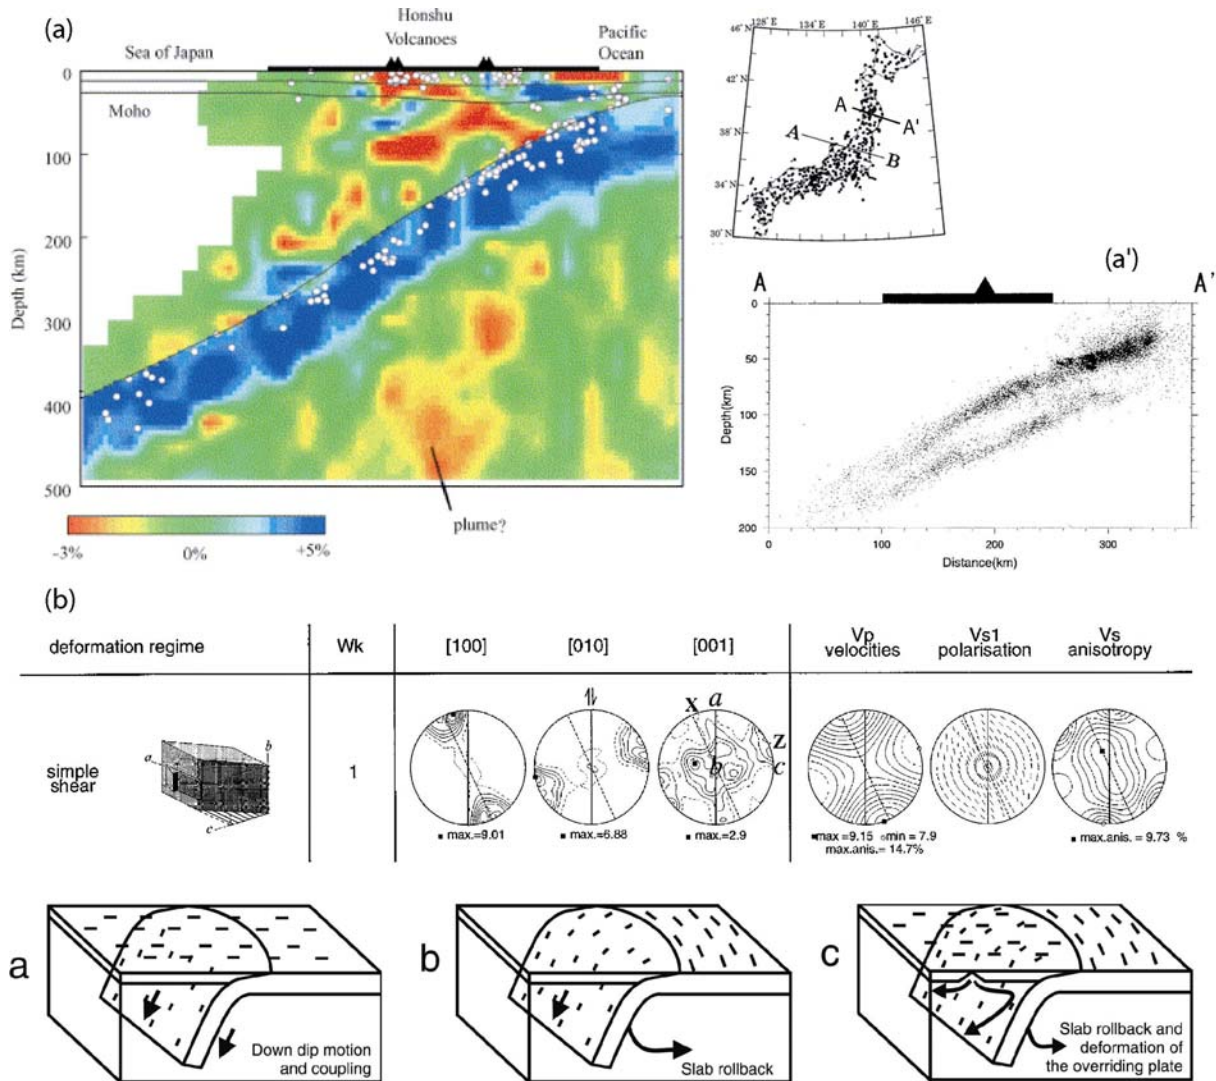 (a)
Honshu
Volcanoes
Sea of Japan
Pacific
Ocean
Moho
0
100
200
300
400
500
Depth (km)
plume?
-3%
0%
+5%
128°E
134°E
140°E
146°E
46°N
42°N
38°N
34°N
30°N
A
A'
A
B
(a')
A
A'
0
50
100
150
200
Depth(km)
0
100
200
300
Distance(km)
(b)
deformation regime
Wk
[100]
[010]
[001]
Vp
velocities
Vs1
polarisation
Vs
anisotropy
simple
shear
a
b
c
1
X
a
Z
b
c
max.=9.01
max.=6.88
max.=2.9
max =9.15 min = 7.9
max.anis.= 14.7%
max.anis.= 9.73 %
a
Down dip motion
and coupling
b
Slab rollback
c
Slab rollback and
deformation of
the overriding plate